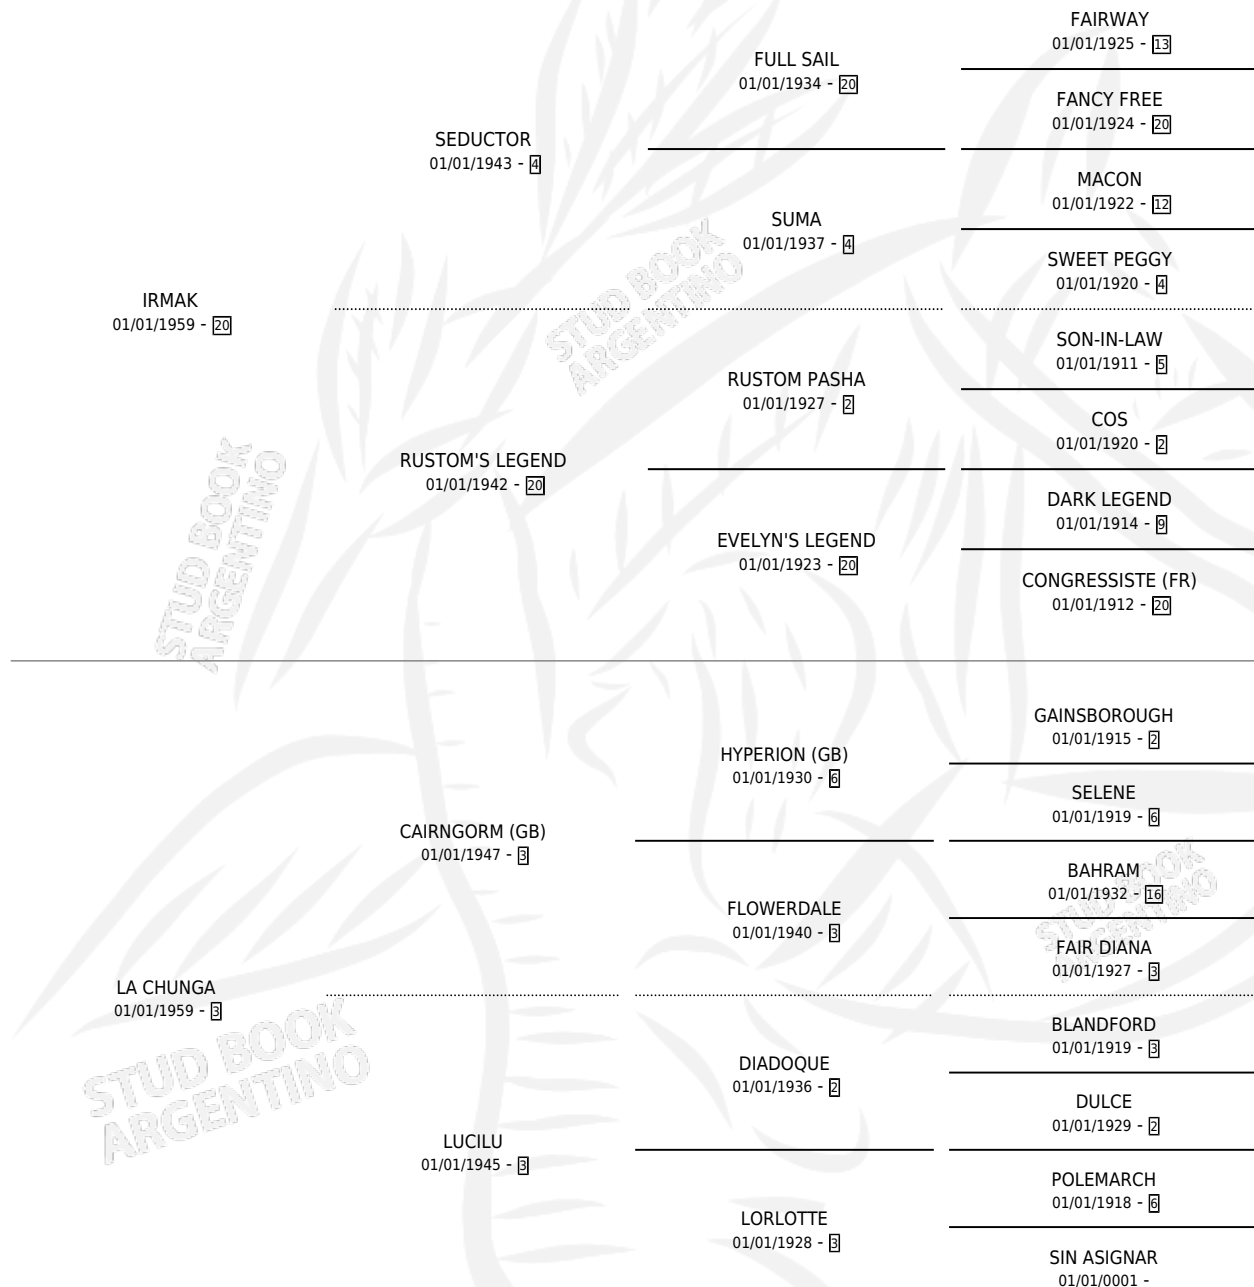 FAIRWAY
01/01/1925 - 13
FULL SAIL
01/01/1934 - 20
FANCY FREE
01/01/1924 - 20
SEDUCTOR
01/01/1943 - 4
MACON
01/01/1922 - 12
SUMA
01/01/1937 - 4
SWEET PEGGY
01/01/1920 - 4
IRMAK
01/01/1959 - 20
SON-IN-LAW
01/01/1911 - 5
RUSTOM PASHA
01/01/1927 - 2
COS
01/01/1920 - 2
RUSTOM'S LEGEND
01/01/1942 - 20
DARK LEGEND
01/01/1914 - 9
EVELYN'S LEGEND
01/01/1923 - 20
CONGRESSISTE (FR)
01/01/1912 - 20
GAINSBOROUGH
01/01/1915 - 2
HYPERION (GB)
01/01/1930 - 6
SELENE
01/01/1919 - 6
CAIRNGORM (GB)
01/01/1947 - 3
BAHRAM
01/01/1932 - 16
FLOWERDALE
01/01/1940 - 3
FAIR DIANA
01/01/1927 - 3
LA CHUNGA
01/01/1959 - 3
BLANDFORD
01/01/1919 - 3
DIADOQUE
01/01/1936 - 2
DULCE
01/01/1929 - 2
LUCILU
01/01/1945 - 3
POLEMARCH
01/01/1918 - 6
LORLOTTE
01/01/1928 - 3
SIN ASIGNAR
01/01/0001 -
STUD BOOK
ARGENTINO
STUD BOOK
ARGENTINO
STUD BOOK
ARGENTINO
STUD BOOK
ARGENTINO